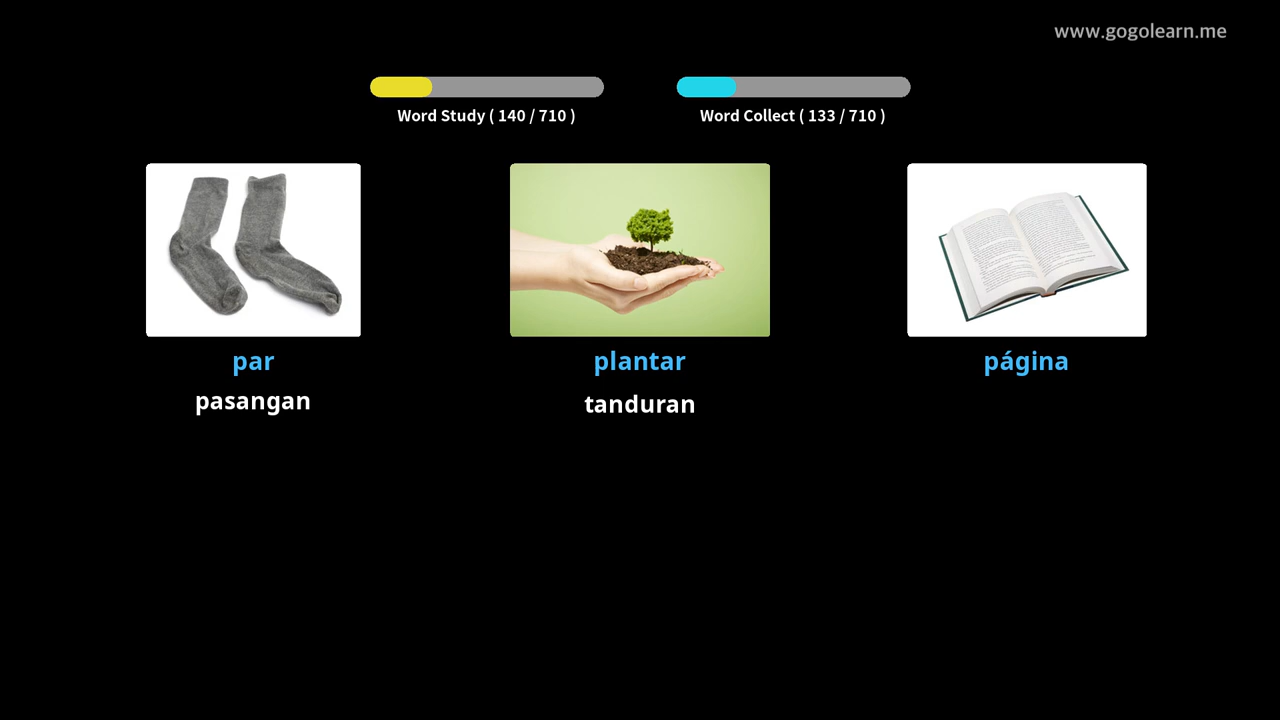 www.gogolearn.me
Word Study ( 140 / 710 )
Word Collect ( 133 / 710 )
par
plantar
página
pasangan
tanduran